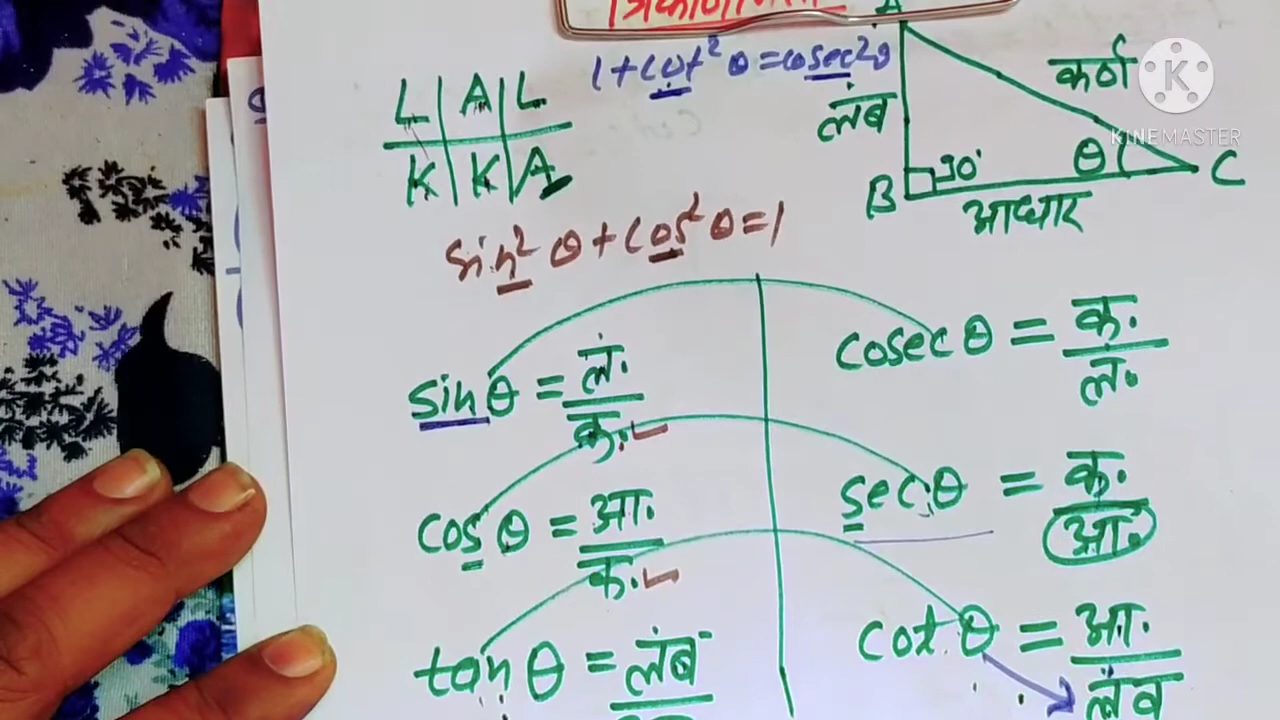 1+cot²θ=cosec²θ
L | A | L
K | K | A
A
कर्ण
K
KINEMASTER
लंब
90°
θ
B
C
आधार
sin²θ+cos²θ=1
sinθ = लं./क.
cosecθ = क./लं.
cosθ = आ./क.
secθ = क./आ.
tanθ = लंब
cotθ = आ./लंब